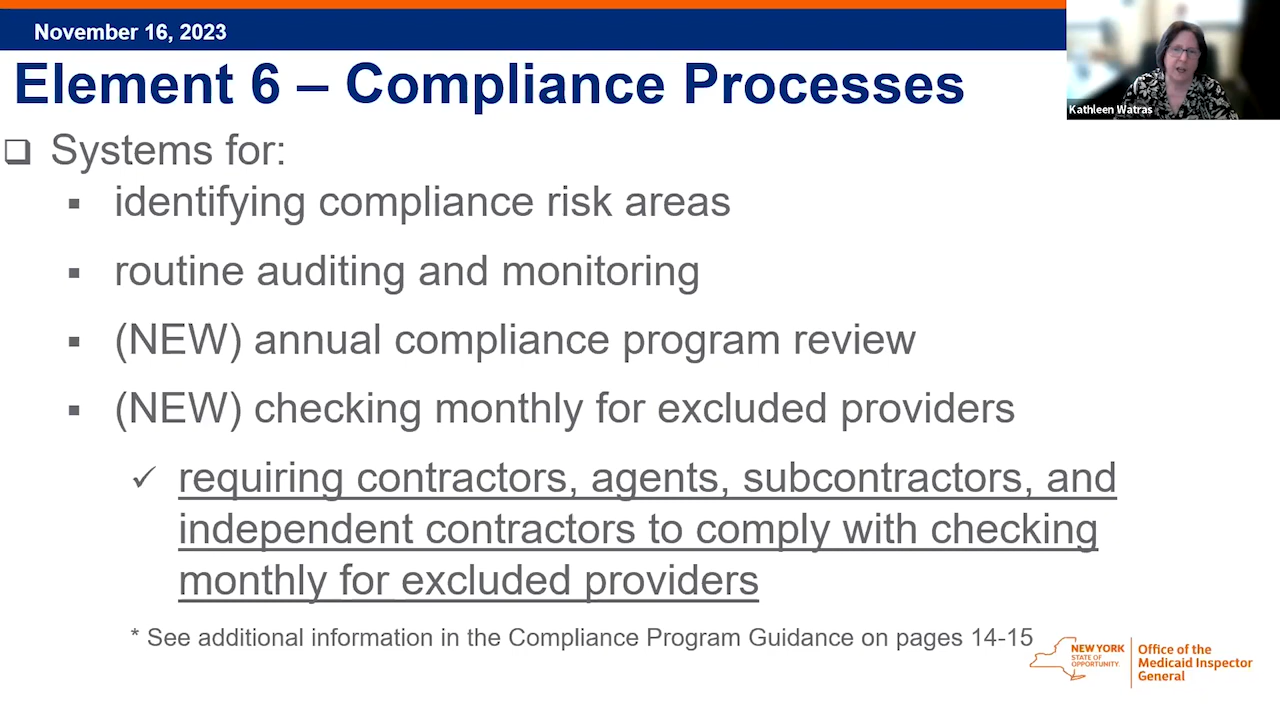 November 16, 2023
Element 6 – Compliance Processes
Kathleen Watras
❑ Systems for:
▪ identifying compliance risk areas
▪ routine auditing and monitoring
▪ (NEW) annual compliance program review
▪ (NEW) checking monthly for excluded providers
✓ requiring contractors, agents, subcontractors, and
independent contractors to comply with checking
monthly for excluded providers
* See additional information in the Compliance Program Guidance on pages 14-15
NEW YORK
STATE OF
OPPORTUNITY.
Office of the
Medicaid Inspector
General